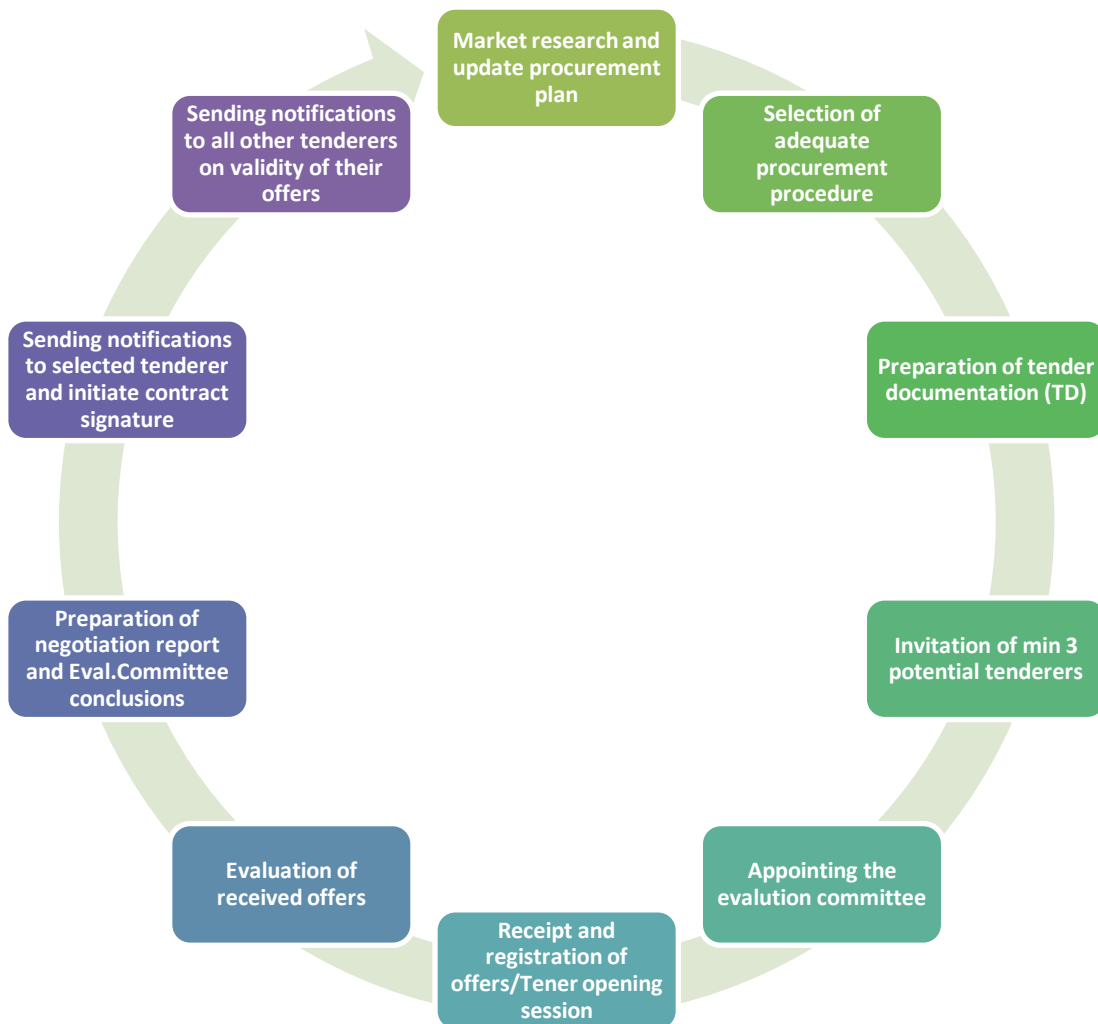 Market research and
update procurement
plan
Selection of
adequate
procurement
procedure
Preparation of tender
documentation (TD)
Invitation of min 3
potential tenderers
Appointing the
evalution committee
Receipt and
registration of
offers/Tener opening
session
Evaluation of
received offers
Preparation of
negotiation report
and Eval.Committee
conclusions
Sending notifications
to selected tenderer
and initiate contract
signature
Sending notifications
to all other tenderers
on validity of their
offers